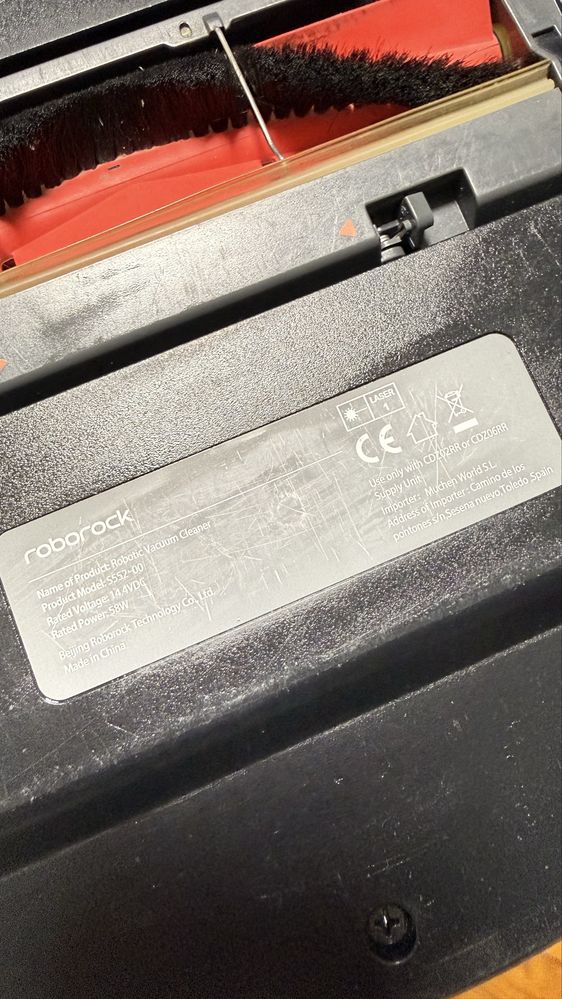 roborock
Name of Product: Robotic Vacuum Cleaner
Product Model: S552-00
Rated Voltage: 14.4VDC
Rated Power: 58W
Beijing Roborock Technology Co., Ltd.
Made in China
LASER
1
CE
Use only with CDZ02RR or CDZ06RR
Supply Unit
Importer: Muchen World S.L.
Address of Importer: Camino de los
pontones s/n, Sesena nuevo, Toledo Spain